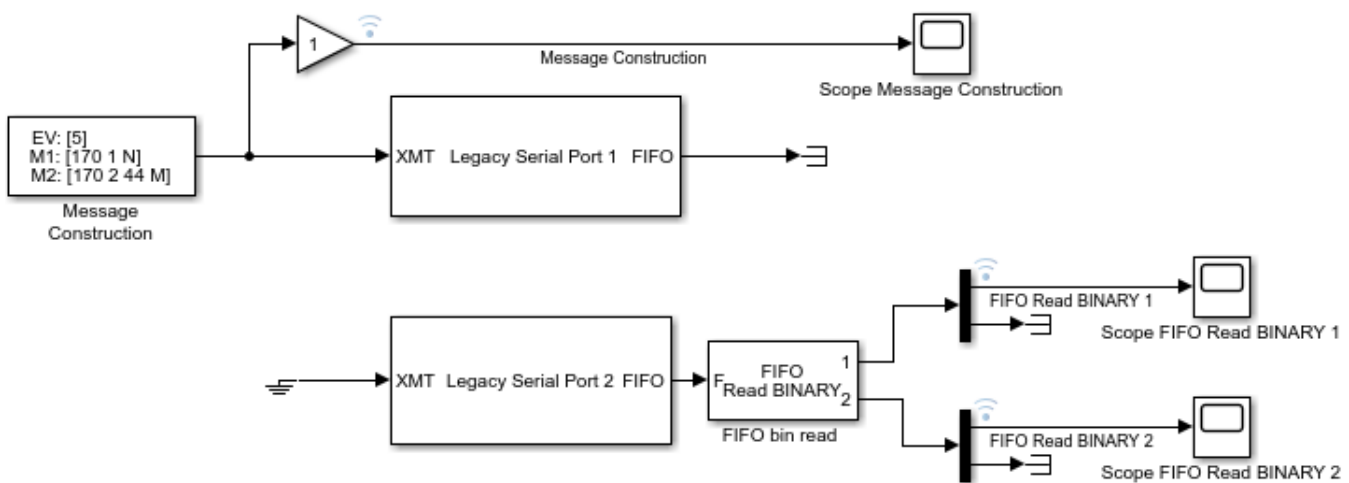 1
Message Construction
Scope Message Construction
EV: [5]
M1: [170 1 N]
M2: [170 2 44 M]
Message
Construction
XMT Legacy Serial Port 1 FIFO
XMT Legacy Serial Port 2 FIFO
F
FIFO
Read BINARY
1
2
FIFO bin read
FIFO Read BINARY 1
Scope FIFO Read BINARY 1
FIFO Read BINARY 2
Scope FIFO Read BINARY 2